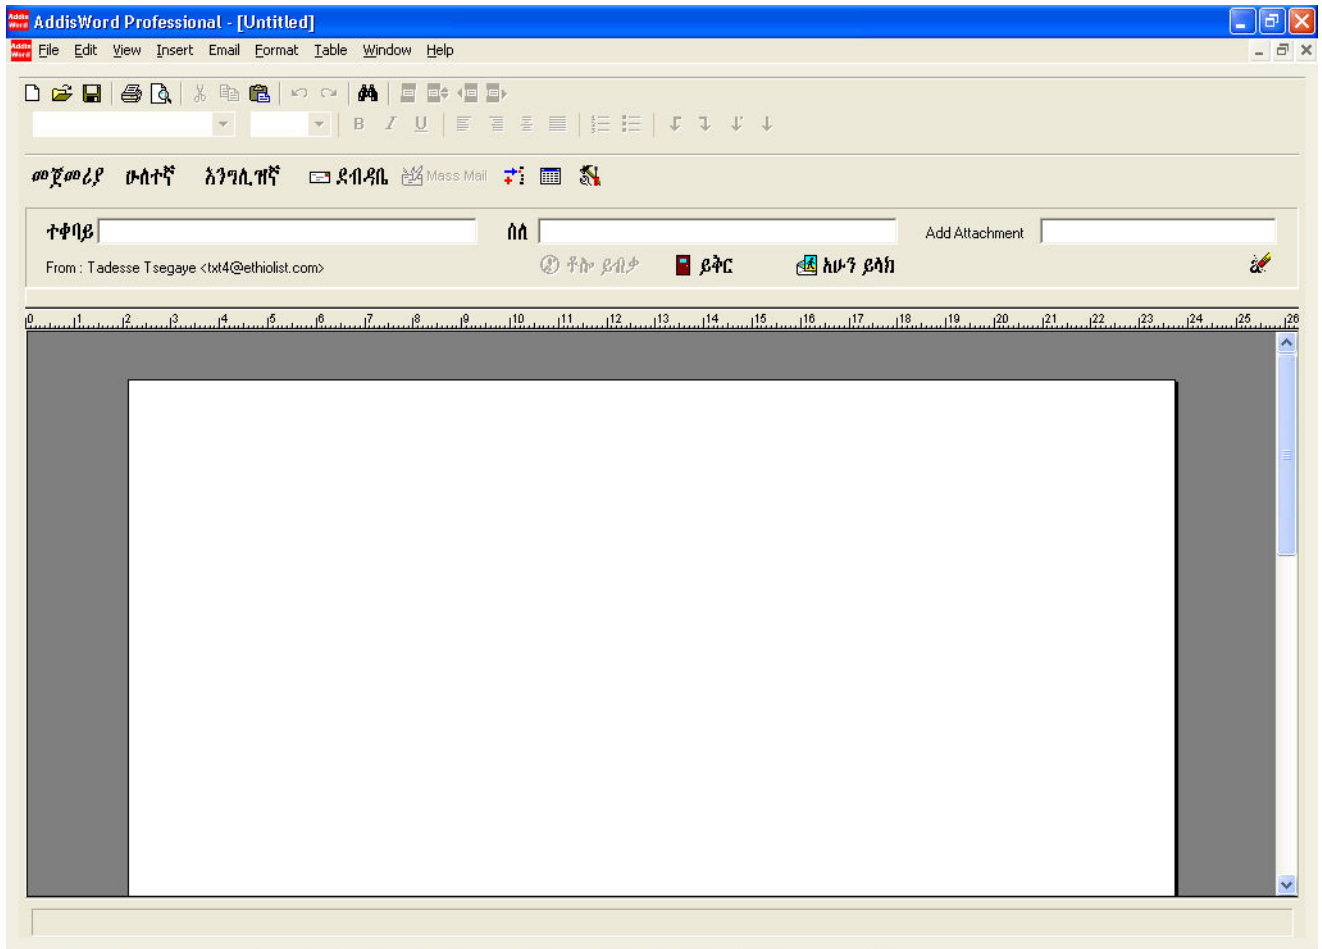 AddisWord Professional - [Untitled]
File Edit View Insert Email Format Table Window Help
B I U
መጀመሪያ ሁለተኛ እንግሊዝኛ ደብዳቤ Mass Mail
ተቀባይ ስለ Add Attachment
From : Tadesse Tsegaye <txt4@ethiolist.com> ቶሎ ይብቃ ይቅር አሁን ይላክ
0 1 2 3 4 5 6 7 8 9 10 11 12 13 14 15 16 17 18 19 20 21 22 23 24 25 26